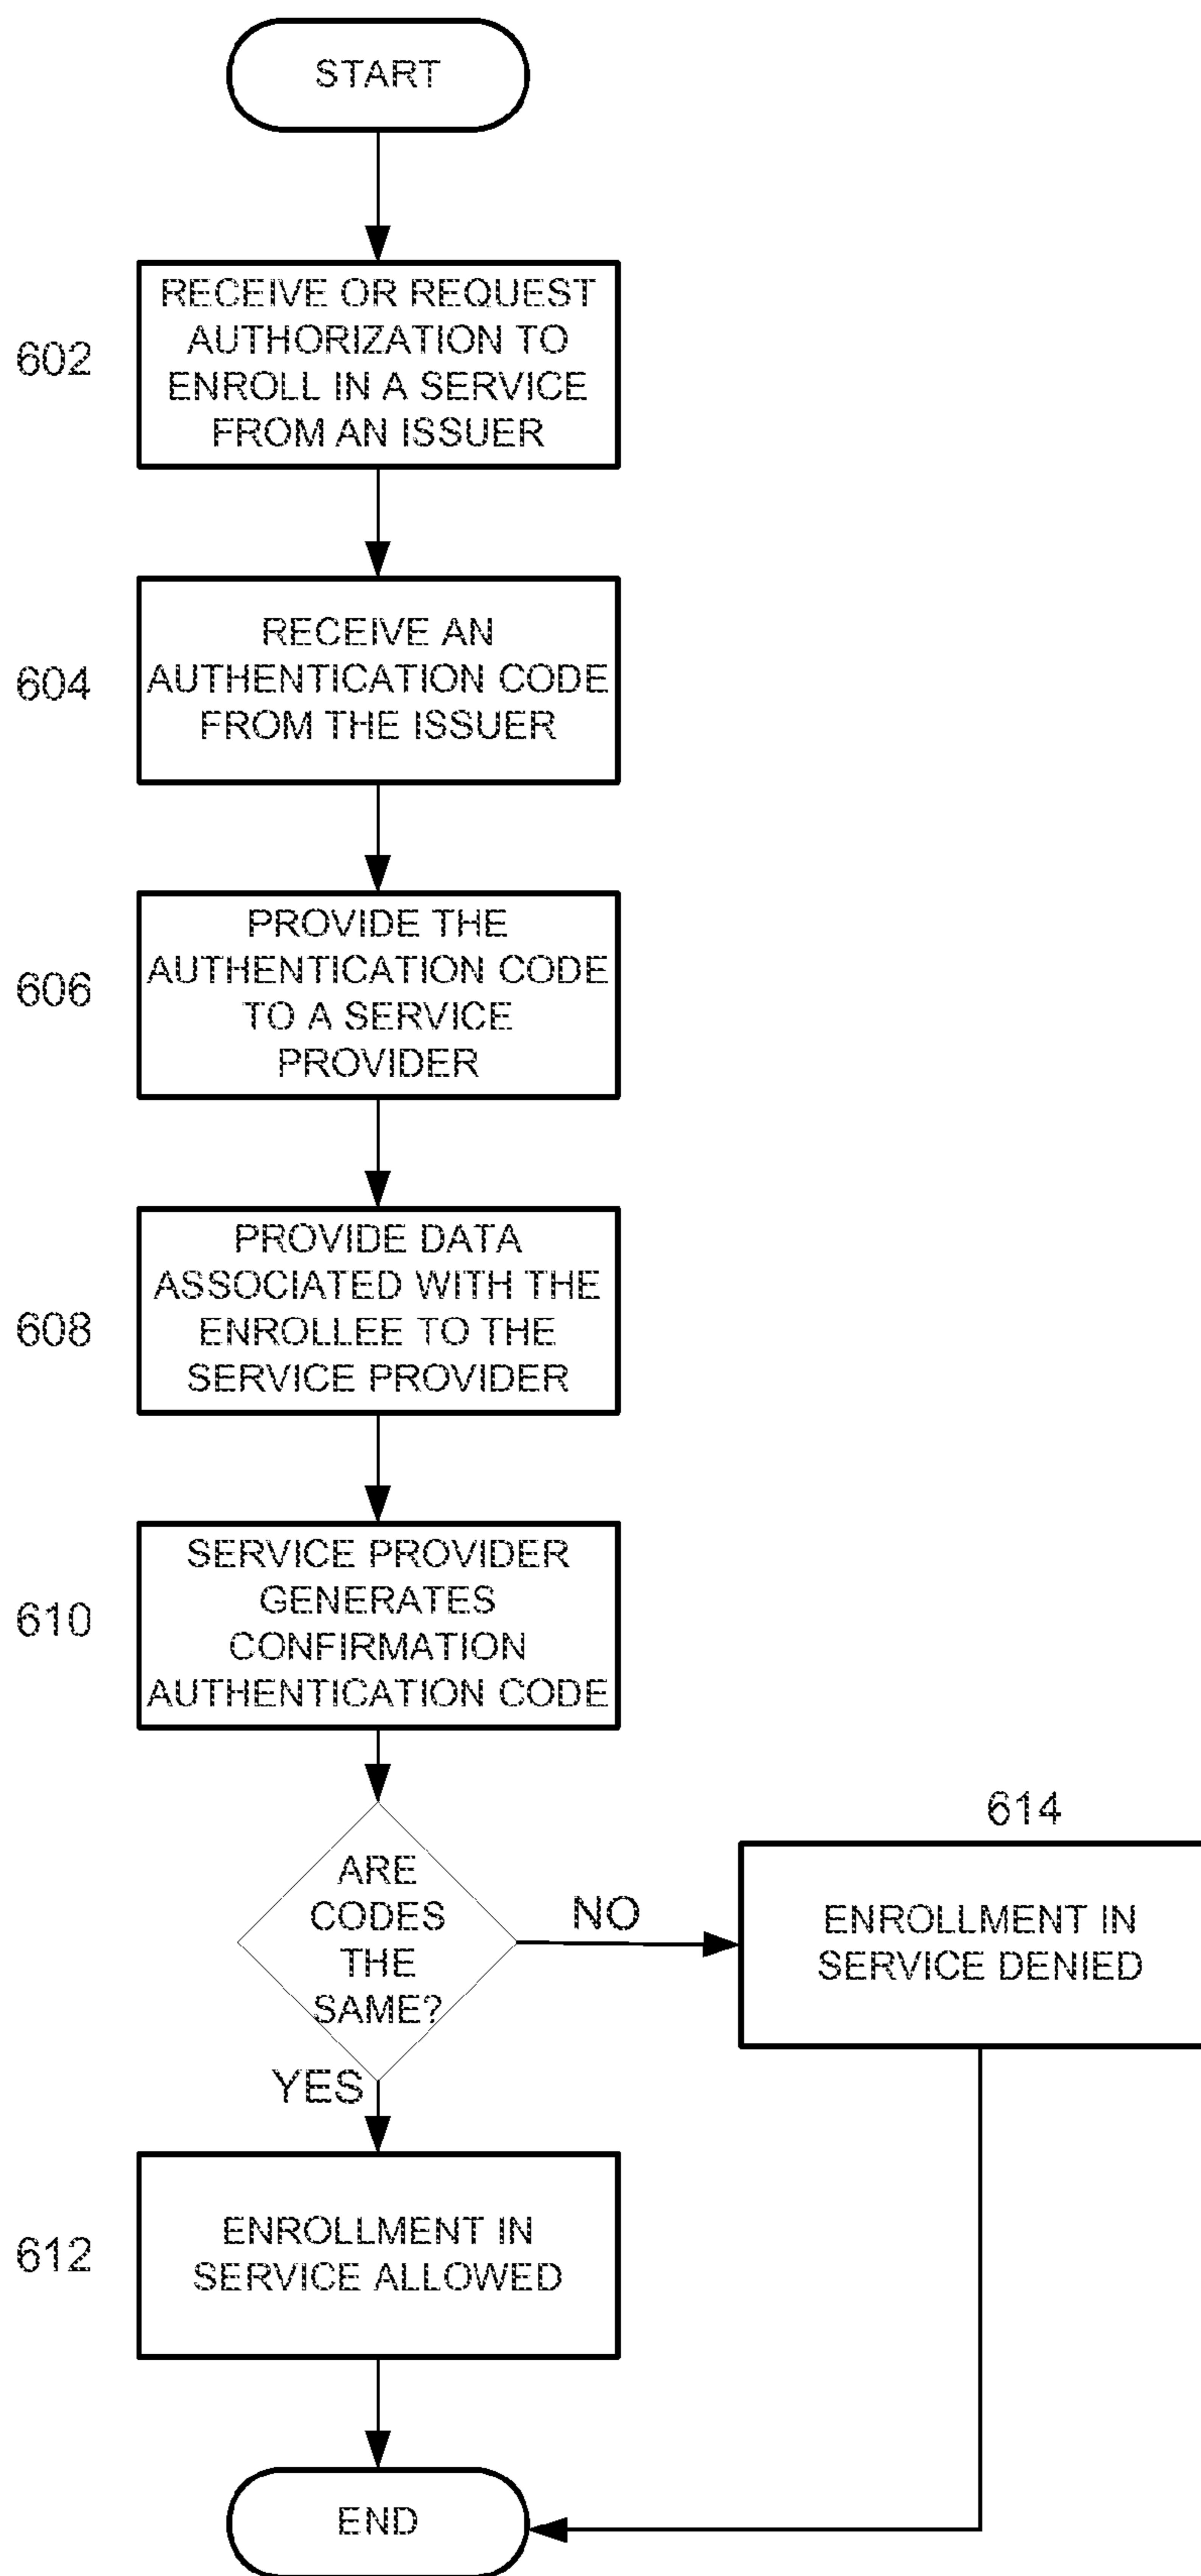 START
602
RECEIVE OR REQUEST
AUTHORIZATION TO
ENROLL IN A SERVICE
FROM AN ISSUER
604
RECEIVE AN
AUTHENTICATION CODE
FROM THE ISSUER
606
PROVIDE THE
AUTHENTICATION CODE
TO A SERVICE
PROVIDER
608
PROVIDE DATA
ASSOCIATED WITH THE
ENROLLEE TO THE
SERVICE PROVIDER
610
SERVICE PROVIDER
GENERATES
CONFIRMATION
AUTHENTICATION CODE
ARE
CODES
THE
SAME?
NO
614
ENROLLMENT IN
SERVICE DENIED
YES
612
ENROLLMENT IN
SERVICE ALLOWED
END